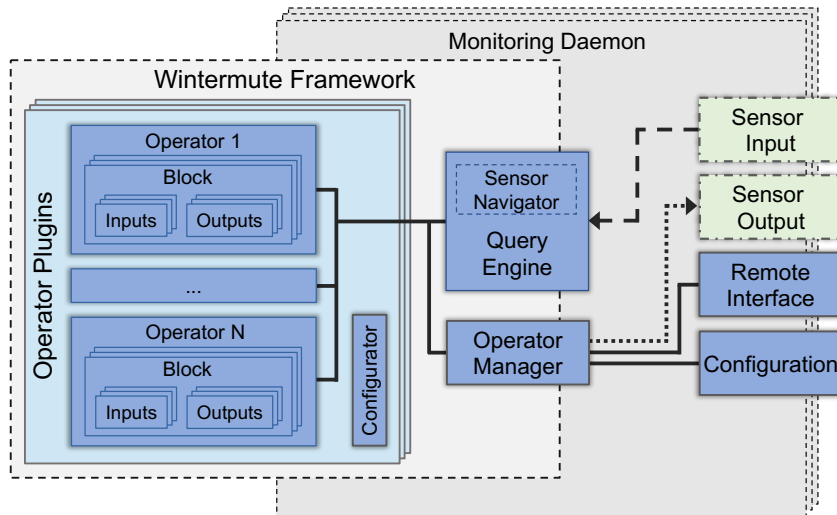 Monitoring Daemon
Wintermute Framework
Operator Plugins
Operator 1
Block
Inputs
Outputs
...
Operator N
Block
Inputs
Outputs
Configurator
Sensor
Navigator
Query
Engine
Operator
Manager
Sensor
Input
Sensor
Output
Remote
Interface
Configuration